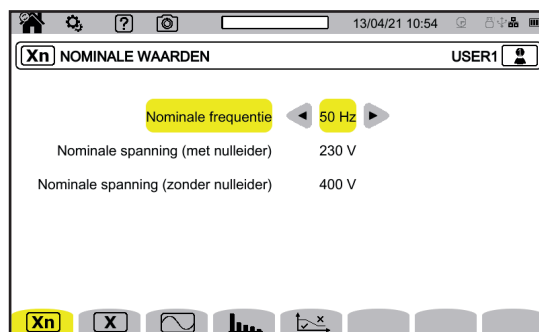 13/04/21 10:54
Xn NOMINALE WAARDEN USER1
Nominale frequentie 50 Hz
Nominale spanning (met nulleider) 230 V
Nominale spanning (zonder nulleider) 400 V
Xn X